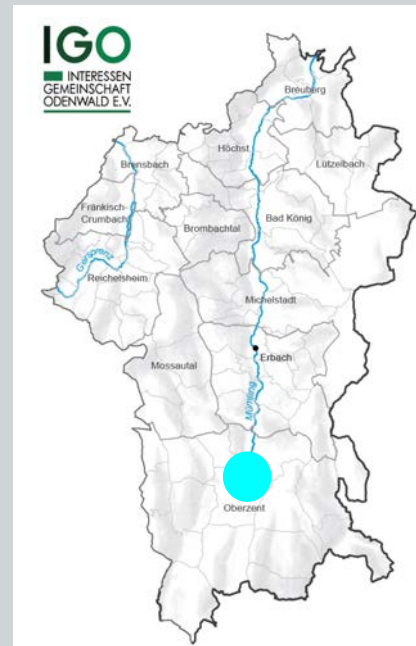 IGO
INTERESSEN
GEMEINSCHAFT
ODENWALD E.V.
Breuberg
Höchst
Brensbach
Lützelbach
Fränkisch-
Crumbach
Bad König
Brombachtal
Gersprenz
Reichelsheim
Michelstadt
Erbach
Mossautal
Mümling
Oberzent